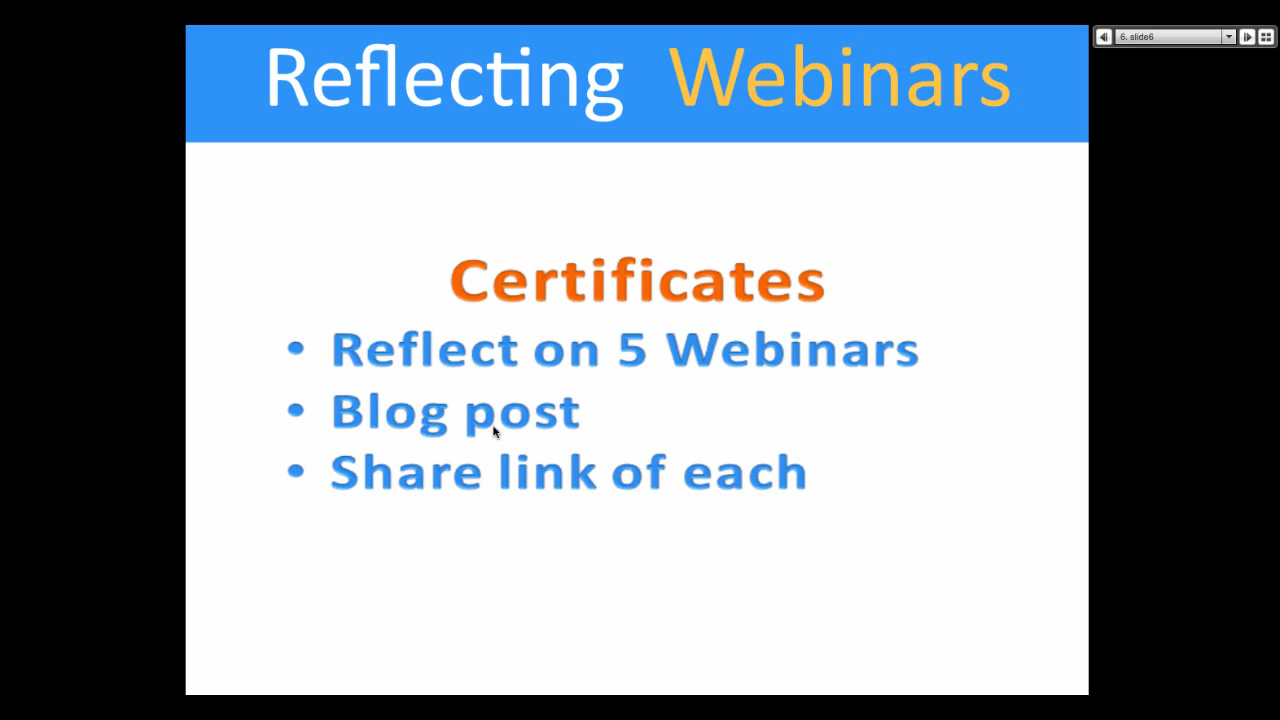 Reflecting Webinars
6. slide6
Certificates
• Reflect on 5 Webinars
• Blog post
• Share link of each